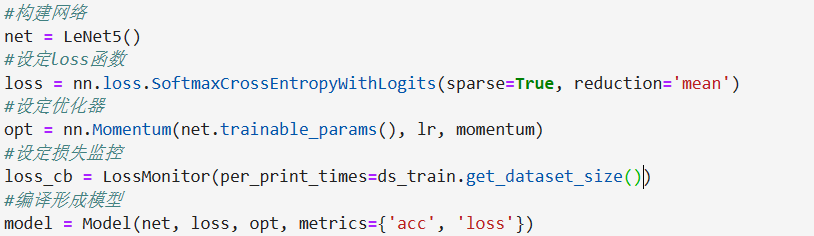 #构建网络
net = LeNet5()
#设定loss函数
loss = nn.loss.SoftmaxCrossEntropyWithLogits(sparse=True, reduction='mean')
#设定优化器
opt = nn.Momentum(net.trainable_params(), lr, momentum)
#设定损失监控
loss_cb = LossMonitor(per_print_times=ds_train.get_dataset_size())
#编译形成模型
model = Model(net, loss, opt, metrics={'acc', 'loss'})